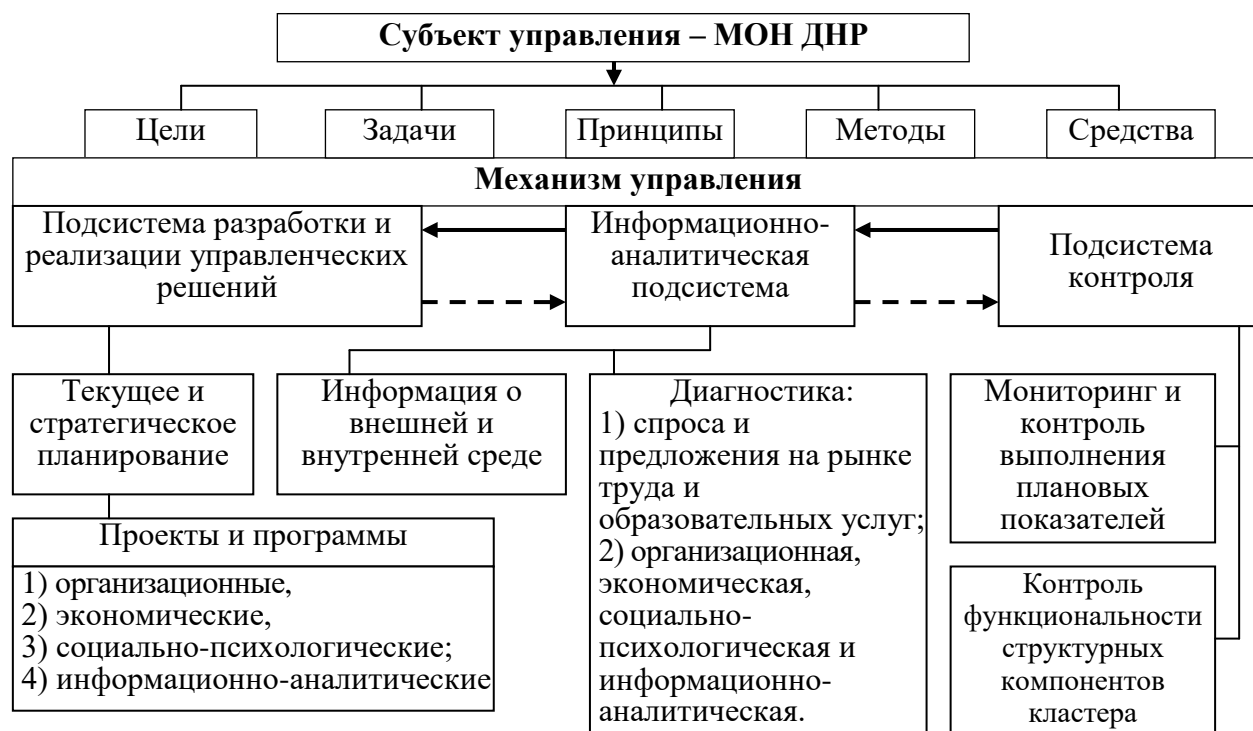 Субъект управления – МОН ДНР
Цели
Задачи
Принципы
Методы
Средства
Механизм управления
Подсистема разработки и
реализации управленческих
решений
Информационно-
аналитическая
подсистема
Подсистема
контроля
Текущее и
стратегическое
планирование
Информация о
внешней и
внутренней среде
Диагностика:
1) спроса и
предложения на рынке
труда и
образовательных услуг;
2) организационная,
экономическая,
социально-
психологическая и
информационно-
аналитическая.
Мониторинг и
контроль
выполнения
плановых
показателей
Проекты и программы
1) организационные,
2) экономические,
3) социально-психологические;
4) информационно-аналитические
Контроль
функциональности
структурных
компонентов
кластера